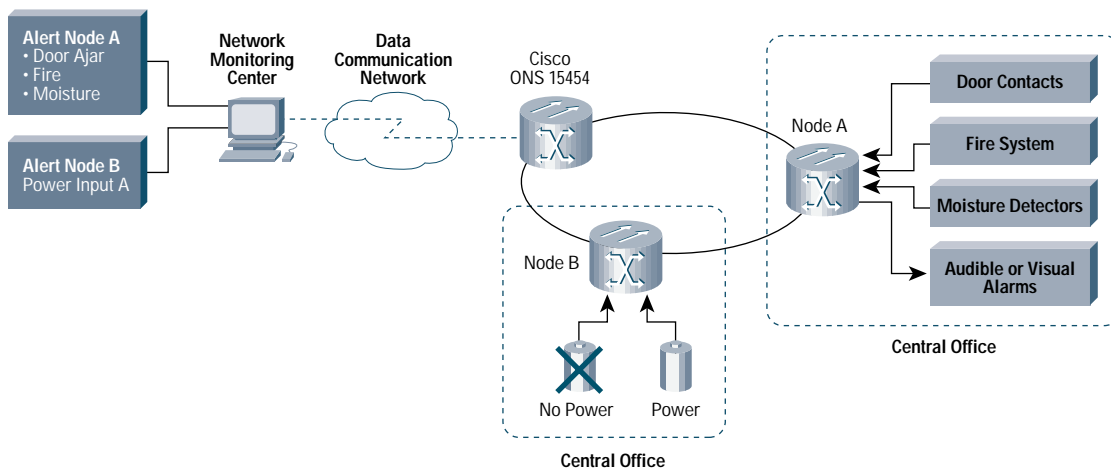 Alert Node A
• Door Ajar
• Fire
• Moisture
Alert Node B
Power Input A
Network
Monitoring
Center
Data
Communication
Network
Cisco
ONS 15454
Node A
Door Contacts
Fire System
Moisture Detectors
Audible or Visual
Alarms
Central Office
Node B
No Power
Power
Central Office